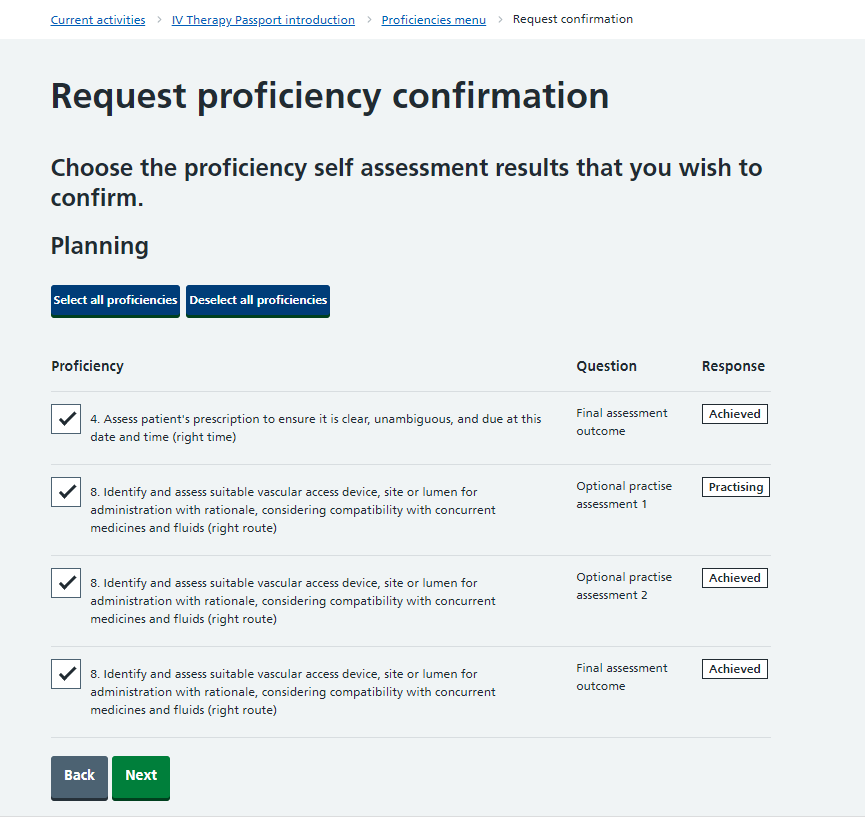 Current activities > IV Therapy Passport introduction > Proficiencies menu > Request confirmation
Request proficiency confirmation
Choose the proficiency self assessment results that you wish to
confirm.
Planning
Select all proficiencies Deselect all proficiencies
Proficiency Question Response
4. Assess patient's prescription to ensure it is clear, unambiguous, and due at this
date and time (right time)
Final assessment
outcome
Achieved
8. Identify and assess suitable vascular access device, site or lumen for
administration with rationale, considering compatibility with concurrent
medicines and fluids (right route)
Optional practise
assessment 1
Practising
8. Identify and assess suitable vascular access device, site or lumen for
administration with rationale, considering compatibility with concurrent
medicines and fluids (right route)
Optional practise
assessment 2
Achieved
8. Identify and assess suitable vascular access device, site or lumen for
administration with rationale, considering compatibility with concurrent
medicines and fluids (right route)
Final assessment
outcome
Achieved
Back Next